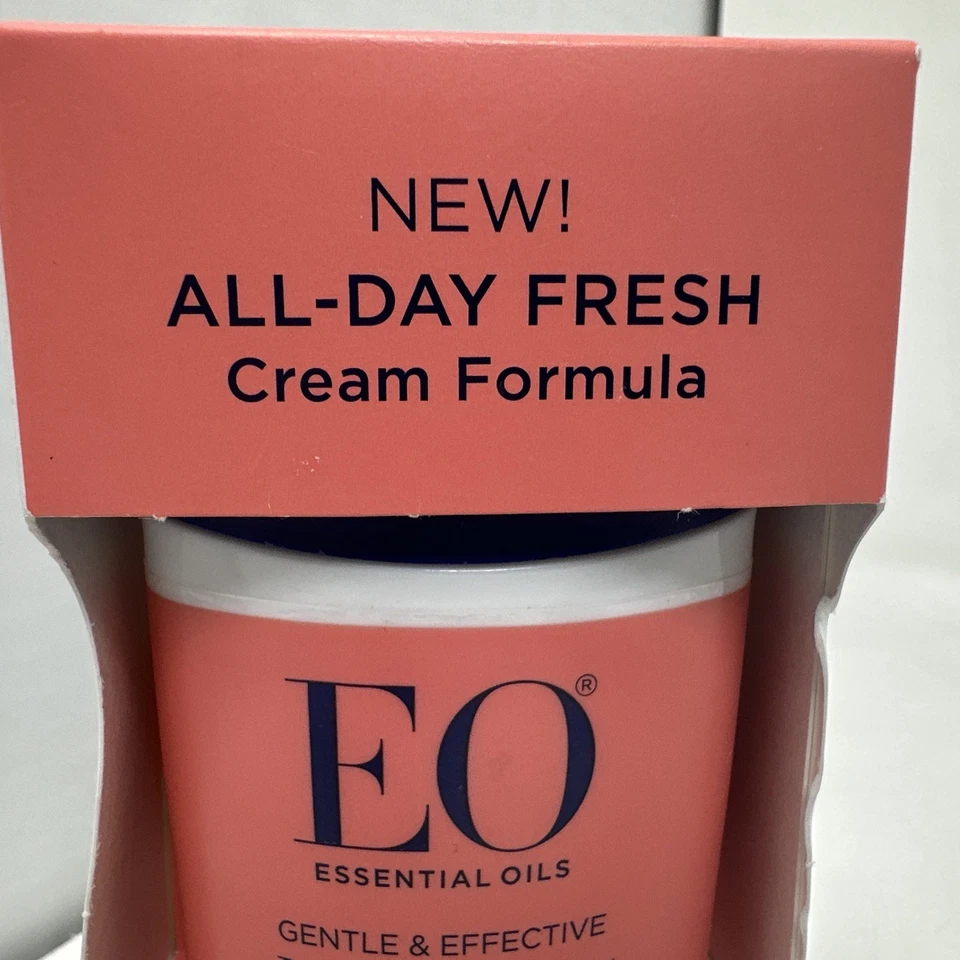 NEW!
ALL-DAY FRESH
Cream Formula
EO®
ESSENTIAL OILS
GENTLE & EFFECTIVE